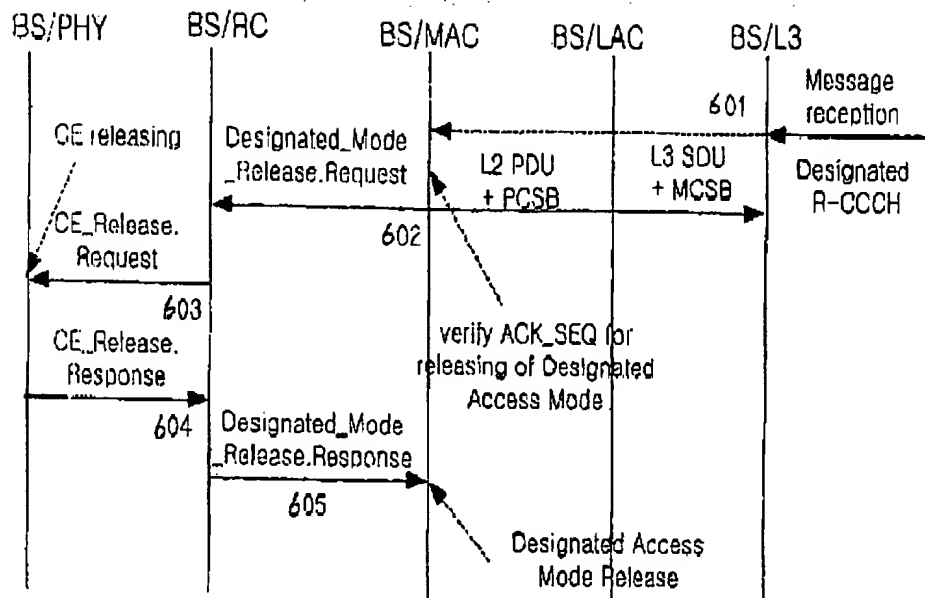 BS/PHY
BS/RC
BS/MAC
BS/LAC
BS/L3
Message
reception
601
CE releasing
Designated_Mode
_Release.Request
L2 PDU
+ PCSB
L3 SDU
+ MCSB
Designated
R-CCCH
602
CE_Release.
Request
603
verify ACK_SEQ for
releasing of Designated
Access Mode
CE_Release.
Response
604
Designated_Mode
_Release.Response
605
Designated Access
Mode Release